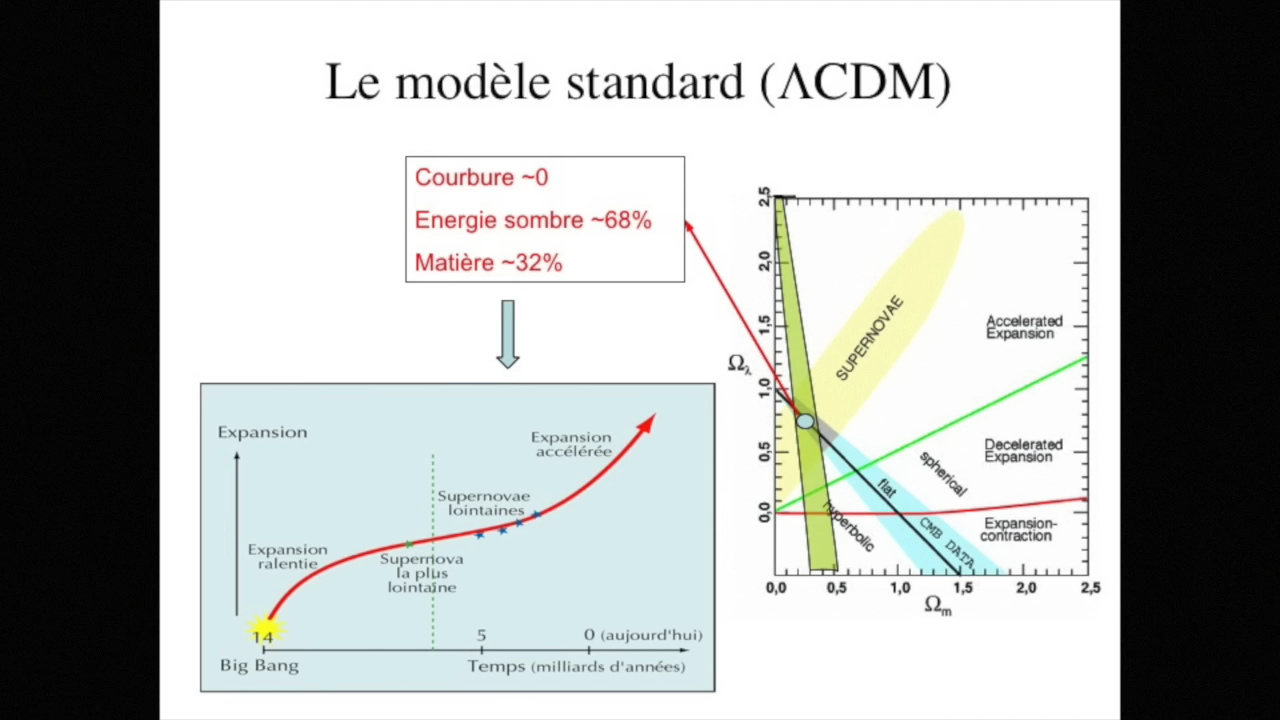 Le modèle standard (ΛCDM)
Courbure ~0
Energie sombre ~68%
Matière ~32%
Expansion
Expansion
accélérée
Supernovae
lointaines
Expansion
ralentie
Supernova
la plus
lointaine
14
5
0 (aujourd'hui)
Big Bang
Temps (milliards d'années)
2,5
2,0
1,5
1,0
0,5
0,0
Ωλ
SUPERNOVAE
Accelerated
Expansion
Decelerated
Expansion
spherical
flat
hyperbolic
CMB DATA
Expansion-
contraction
0,0
0,5
1,0
1,5
2,0
2,5
Ωm